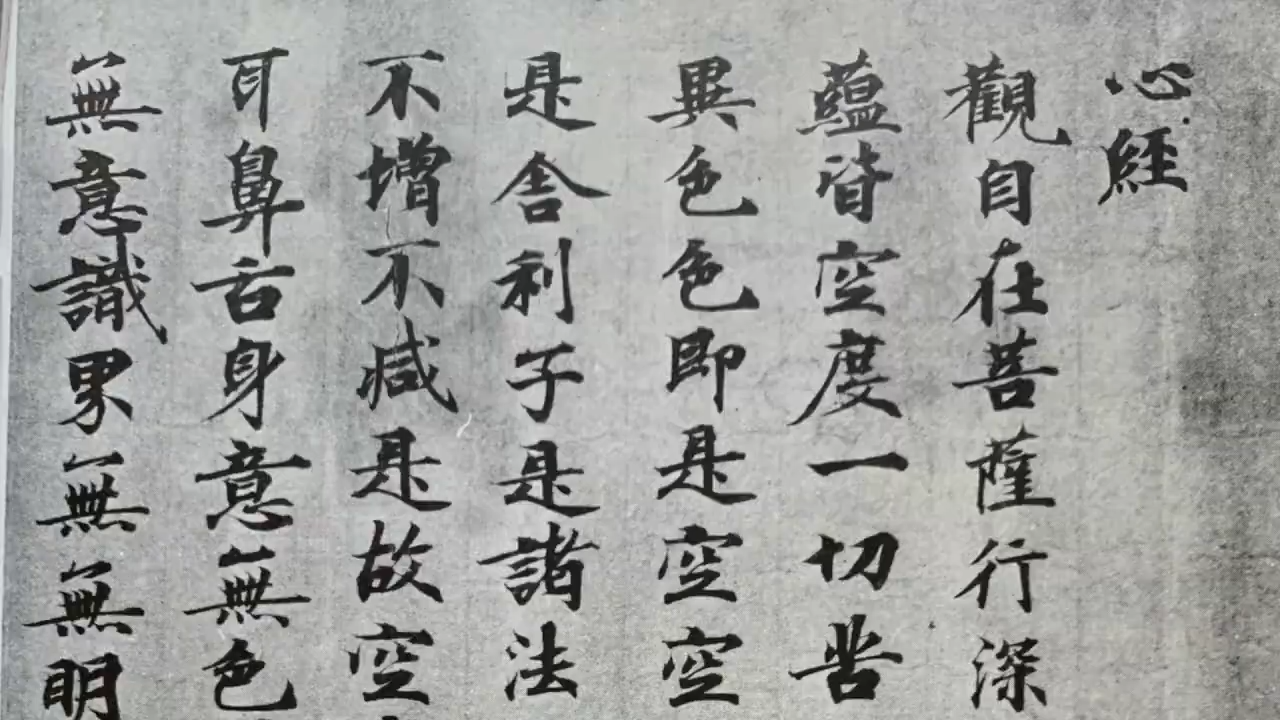 心經
觀自在菩薩行深
蘊皆空度一切苦
異色色即是空空
是舍利子是諸法
不增不減是故空
耳鼻舌身意無色
無意識界無無明